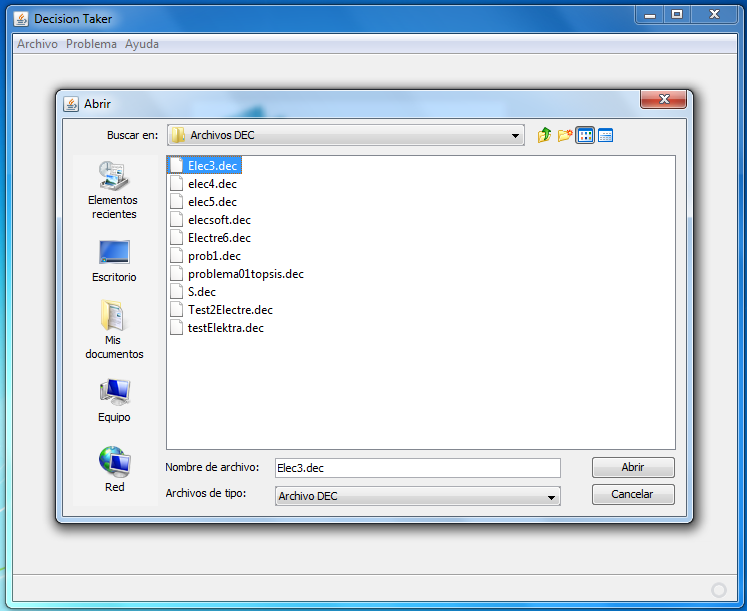 Decision Taker
Archivo Problema Ayuda
Abrir
Buscar en: Archivos DEC
Elementos
recientes
Escritorio
Mis
documentos
Equipo
Red
Elec3.dec
elec4.dec
elec5.dec
elecsoft.dec
Electre6.dec
prob1.dec
problema01topsis.dec
S.dec
Test2Electre.dec
testElektra.dec
Nombre de archivo: Elec3.dec Abrir
Archivos de tipo: Archivo DEC Cancelar